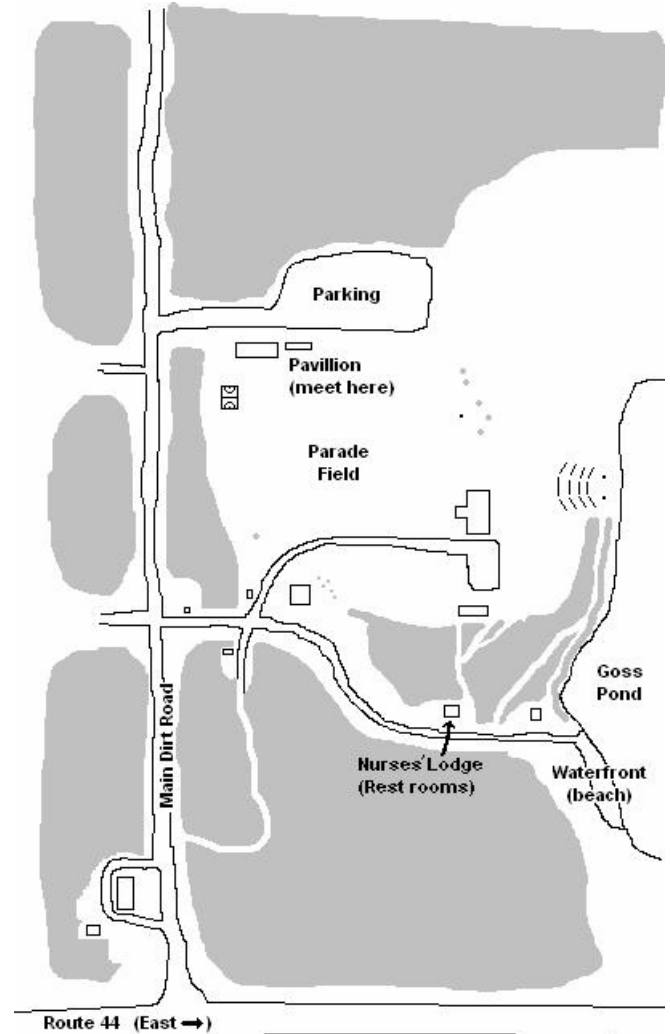 Parking
Pavillion
(meet here)
Parade
Field
Goss
Pond
Main Dirt Road
Nurses' Lodge
(Rest rooms)
Waterfront
(beach)
Route 44 (East →)